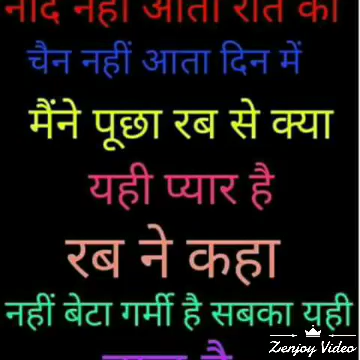 नींद नहीं आती रात को
चैन नहीं आता दिन में
मैंने पूछा रब से क्या
यही प्यार है
रब ने कहा
नहीं बेटा गर्मी है सबका यही
Zenjoy Video